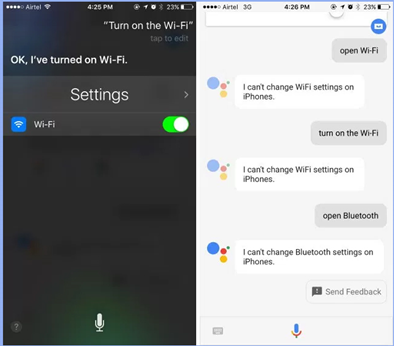 Airtel 4:25 PM 23%
“Turn on the Wi-Fi”
tap to edit
OK, I’ve turned on Wi-Fi.
Settings
Wi-Fi
?
Airtel 3G 4:26 PM 23%
open Wi-Fi
I can't change WiFi settings on
iPhones.
turn on the Wi-Fi
I can't change WiFi settings on
iPhones.
open Bluetooth
I can't change Bluetooth settings on
iPhones.
Send Feedback